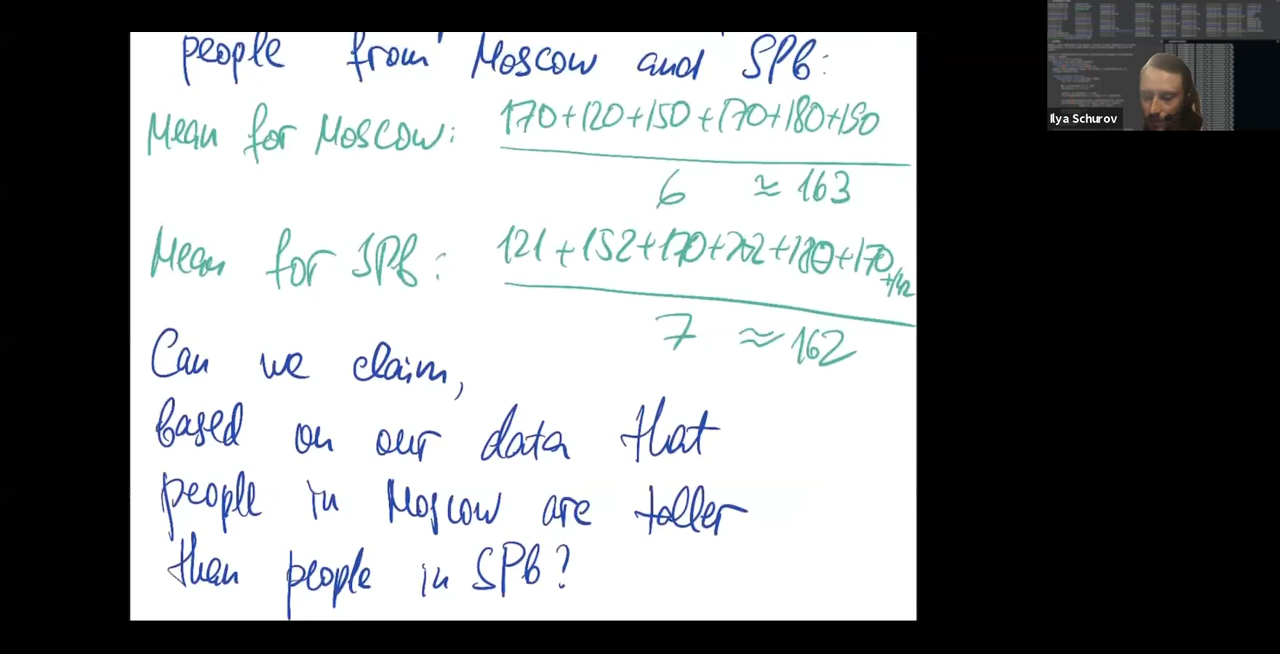 people from Moscow and SPb:
Mean for Moscow: 170+120+150+170+180+190
6 ≈ 163
Mean for SPb: 121+152+170+202+180+170+142
7 ≈ 162
Can we claim,
based on our data that
people in Moscow are taller
than people in SPb?
Ilya Schurov